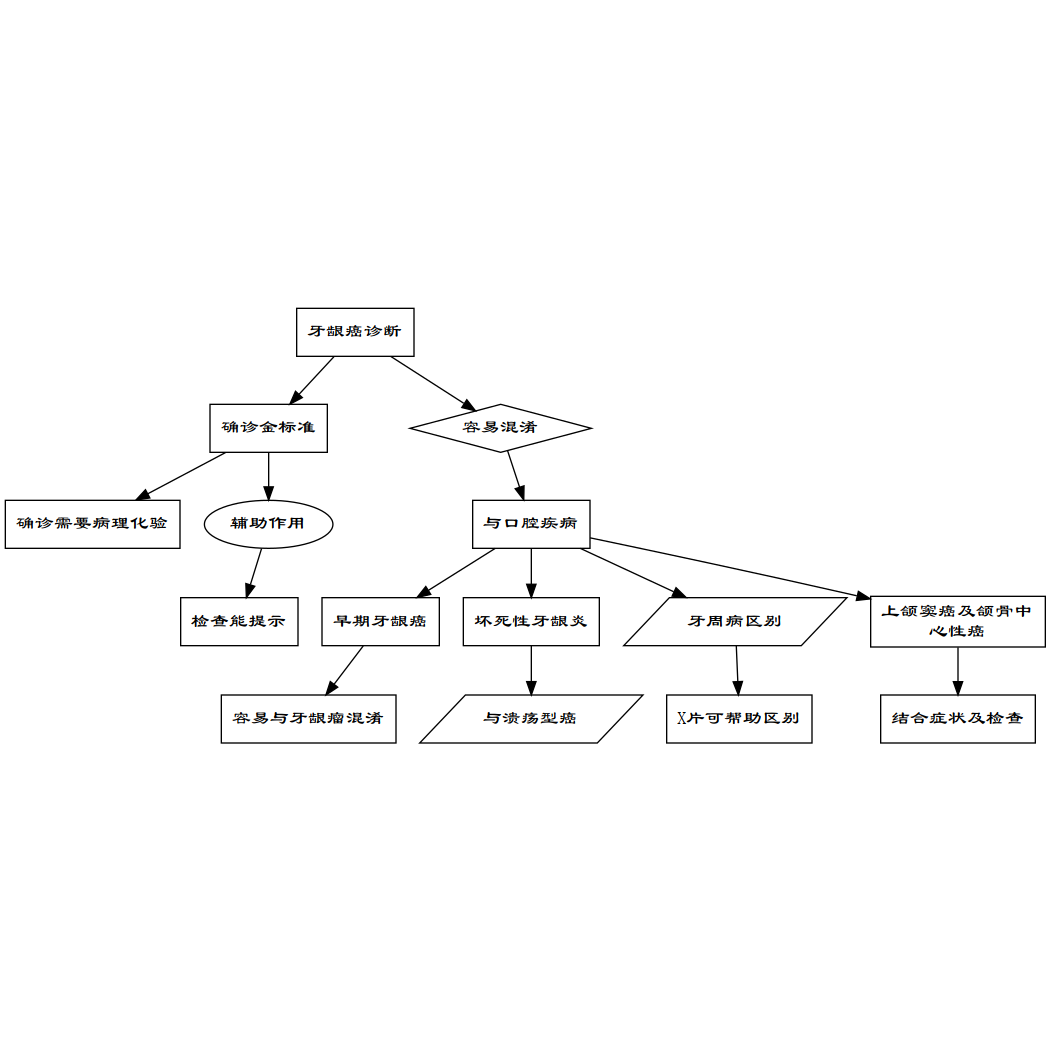 牙龈癌诊断
确诊金标准
容易混淆
确诊需要病理化验
辅助作用
与口腔疾病
检查能提示
早期牙龈癌
坏死性牙龈炎
牙周病区别
上颌窦癌及颌骨中
心性癌
容易与牙龈瘤混淆
与溃疡型癌
X片可帮助区别
结合症状及检查